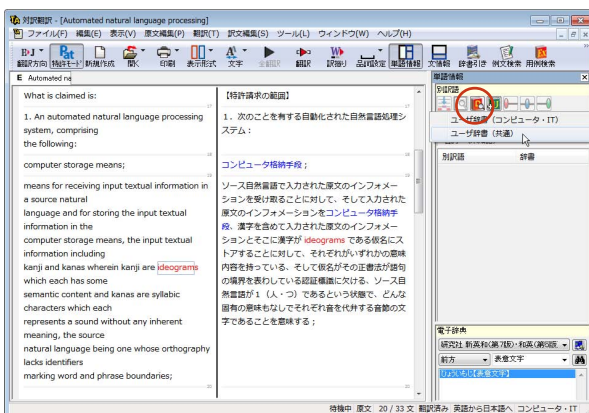 対訳翻訳 - [Automated natural language processing]
ファイル(F) 編集(E) 表示(V) 原文編集(P) 翻訳(T) 訳文編集(S) ツール(L) ウィンドウ(W) ヘルプ(H)
翻訳方向 特許モード 新規作成 開く 印刷 表示形式 文字 全翻訳 翻訳 訳振り 品詞設定 単語情報 文情報 辞書引き 例文検索 用例検索
E Automated na
What is claimed is:
1. An automated natural language processing
system, comprising
the following:
computer storage means;
means for receiving input textual information in
a source natural
language and for storing the input textual
information in the
computer storage means, the input textual
information including
kanji and kanas wherein kanji are ideograms
which each has some
semantic content and kanas are syllabic
characters which each
represents a sound without any inherent
meaning, the source
natural language being one whose orthography
lacks identifiers
marking word and phrase boundaries;
【特許請求の範囲】
1．次のことを有する自動化された自然言語処理シ
ステム：
コンピュータ格納手段；
ソース自然言語で入力された原文のインフォメー
ションを受け取ることに対して、そして入力された
原文のインフォメーションをコンピュータ格納手
段、漢字を含めて入力された原文のインフォメー
ションとそこに漢字が ideograms である仮名にス
トアすることに対して、それぞれがいずれかの意味
内容を持っている、そして仮名がその正書法が語句
の境界を表わしている認証標識に欠ける、ソース自
然言語が1（人・つ）であるという状態で、どんな
固有の意味もなしでそれぞれ音を代弁する音節の文
字であることを意味する；
単語情報
別訳語
ユーザ辞書（コンピュータ・IT）
ユーザ辞書（共通）
別訳語 辞書
電子辞典
研究社 新英和(第7版)・和英(第5版
前方 表意文字
ひょういもじ【表意文字】
待機中 原文 20 / 33 文 翻訳済み 英語から日本語へ コンピュータ・IT